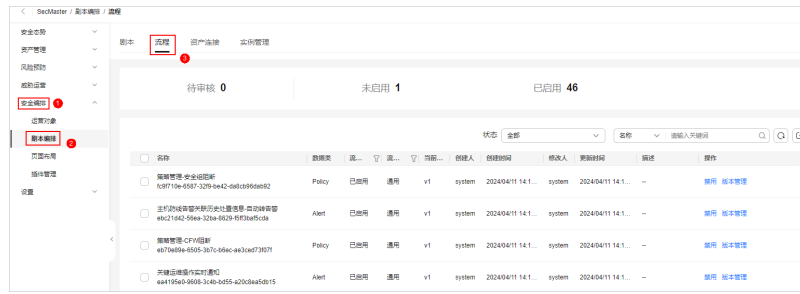 < SecMaster / 剧本编排 / 流程
安全态势
资产管理
风险预防
威胁运营
安全编排 1
运营对象
剧本编排 2
页面布局
插件管理
设置
剧本 流程 资产连接 实例管理
3
待审核 0 未启用 1 已启用 46
状态 全部 名称 请输入关键词
名称 数据类 流... 流... 当前... 创建人 创建时间 修改人 更新时间 描述 操作
策略管理-安全组阻断 Policy 已启用 通用 v1 system 2024/04/11 14:1... system 2024/04/11 14:1... -- 禁用 版本管理
fc9f710e-6587-32f9-be42-da8cb96dab92
主机防线告警关联历史处置信息-自动转告警 Alert 已启用 通用 v1 system 2024/04/11 14:1... system 2024/04/11 14:1... -- 禁用 版本管理
ebc21d42-56ea-32ba-8629-f5ff3baf5cda
策略管理-CFW阻断 Policy 已启用 通用 v1 system 2024/04/11 14:1... system 2024/04/11 14:1... -- 禁用 版本管理
eb70e89e-6505-3b7c-b6ec-ae3ced73f07f
关键运维操作实时通知 Alert 已启用 通用 v1 system 2024/04/11 14:1... system 2024/04/11 14:1... -- 禁用 版本管理
ea4195e0-9608-3c4b-bd55-a20c8ea5db15